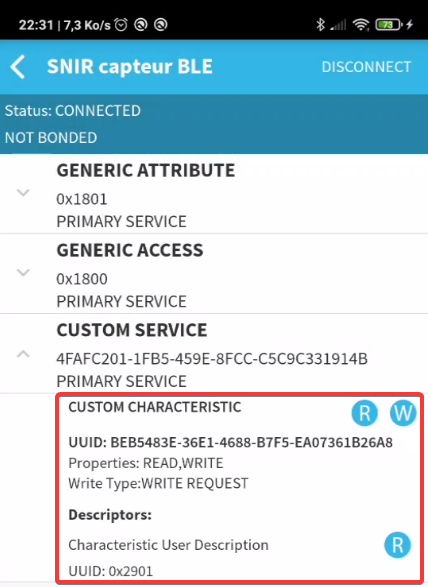 22:31 | 7,3 Ko/s
73
SNIR capteur BLE
DISCONNECT
Status: CONNECTED
NOT BONDED
GENERIC ATTRIBUTE
0x1801
PRIMARY SERVICE
GENERIC ACCESS
0x1800
PRIMARY SERVICE
CUSTOM SERVICE
4FAFC201-1FB5-459E-8FCC-C5C9C331914B
PRIMARY SERVICE
CUSTOM CHARACTERISTIC
R W
UUID: BEB5483E-36E1-4688-B7F5-EA07361B26A8
Properties: READ,WRITE
Write Type:WRITE REQUEST
Descriptors:
Characteristic User Description
R
UUID: 0x2901